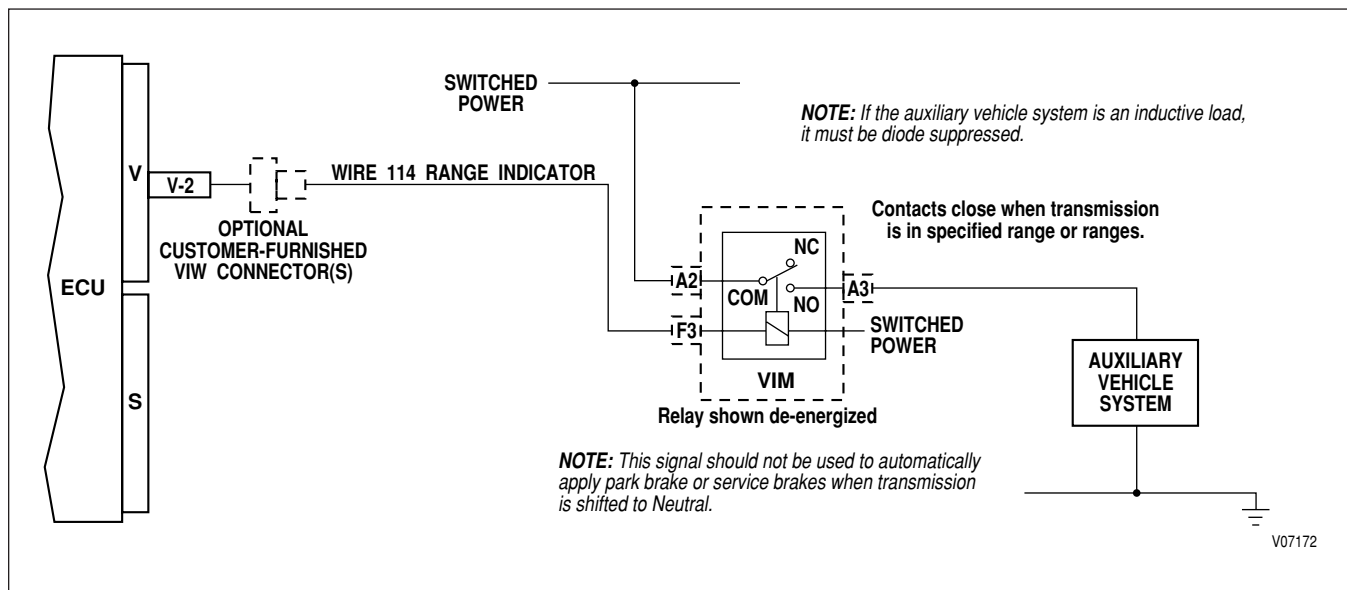 SWITCHED
POWER
NOTE: If the auxiliary vehicle system is an inductive load,
it must be diode suppressed.
V
V-2
WIRE 114 RANGE INDICATOR
OPTIONAL
CUSTOMER-FURNISHED
VIW CONNECTOR(S)
ECU
S
Contacts close when transmission
is in specified range or ranges.
NC
A2
COM
NO
A3
F3
SWITCHED
POWER
VIM
Relay shown de-energized
AUXILIARY
VEHICLE
SYSTEM
NOTE: This signal should not be used to automatically
apply park brake or service brakes when transmission
is shifted to Neutral.
V07172